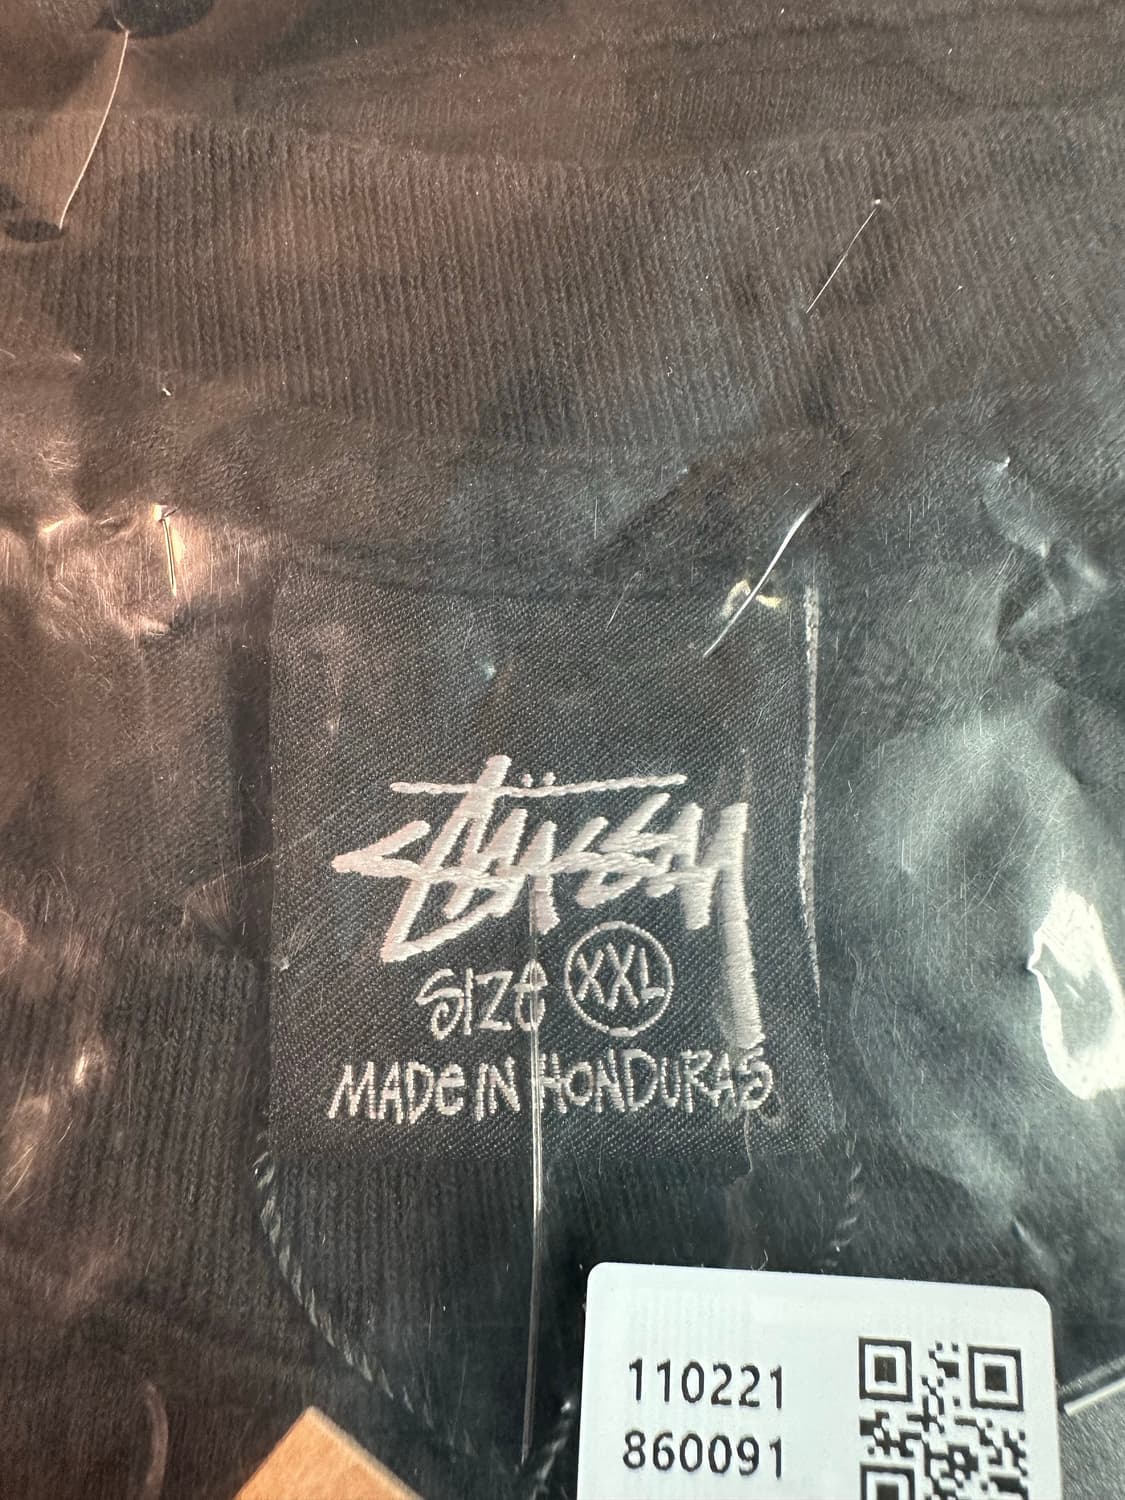 Stüssy
SIZE XXL
MADE IN HONDURAS
110221
860091